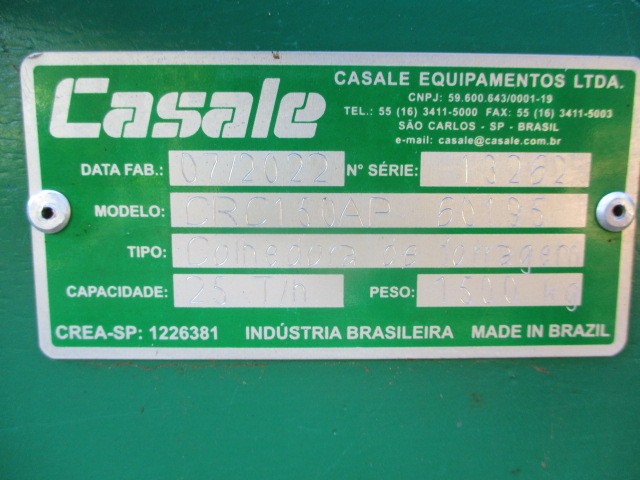 Casale
CASALE EQUIPAMENTOS LTDA.
CNPJ: 59.600.643/0001-19
TEL.: 55 (16) 3411-5000 FAX: 55 (16) 3411-5003
SÃO CARLOS - SP - BRASIL
e-mail: casale@casale.com.br
DATA FAB.: 07/2022 Nº SÉRIE: 13262
MODELO: CRC150AP
TIPO: Colhedora de forragem
CAPACIDADE: 25 T/h PESO: 1500 kg
CREA-SP: 1226381 INDÚSTRIA BRASILEIRA MADE IN BRAZIL